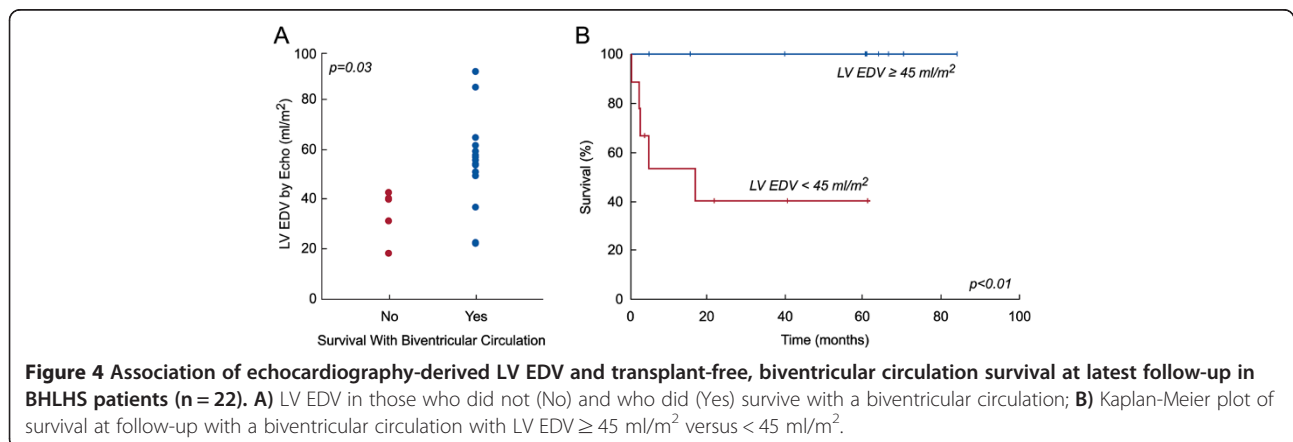 A
B
100
80
60
40
20
0
p=0.03
LV EDV by Echo (ml/m²)
No
Yes
Survival With Biventricular Circulation
100
80
60
40
20
0
Survival (%)
LV EDV ≥ 45 ml/m²
LV EDV < 45 ml/m²
p<0.01
0
20
40
60
80
100
Time (months)
Figure 4 Association of echocardiography-derived LV EDV and transplant-free, biventricular circulation survival at latest follow-up in
BHLHS patients (n = 22). A) LV EDV in those who did not (No) and who did (Yes) survive with a biventricular circulation; B) Kaplan-Meier plot of
survival at follow-up with a biventricular circulation with LV EDV ≥ 45 ml/m² versus < 45 ml/m².